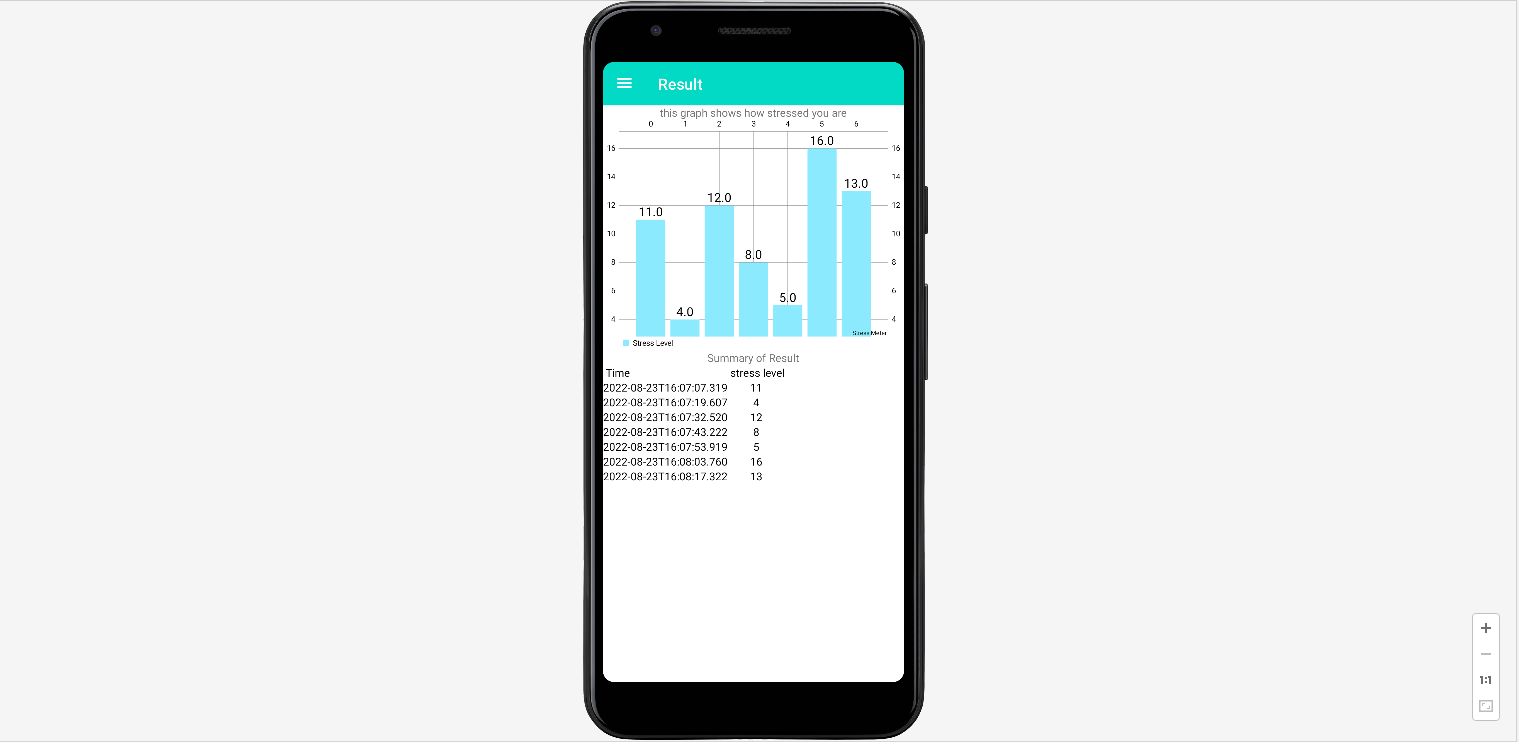 Result
this graph shows how stressed you are
0 1 2 3 4 5 6
16.0
16 16
14 14
13.0
12.0
12 12
11.0
10 10
8.0
8 8
6 6
5.0
4.0
4 4
Stress Meter
Stress Level
Summary of Result
Time stress level
2022-08-23T16:07:07.319 11
2022-08-23T16:07:19.607 4
2022-08-23T16:07:32.520 12
2022-08-23T16:07:43.222 8
2022-08-23T16:07:53.919 5
2022-08-23T16:08:03.760 16
2022-08-23T16:08:17.322 13
1:1